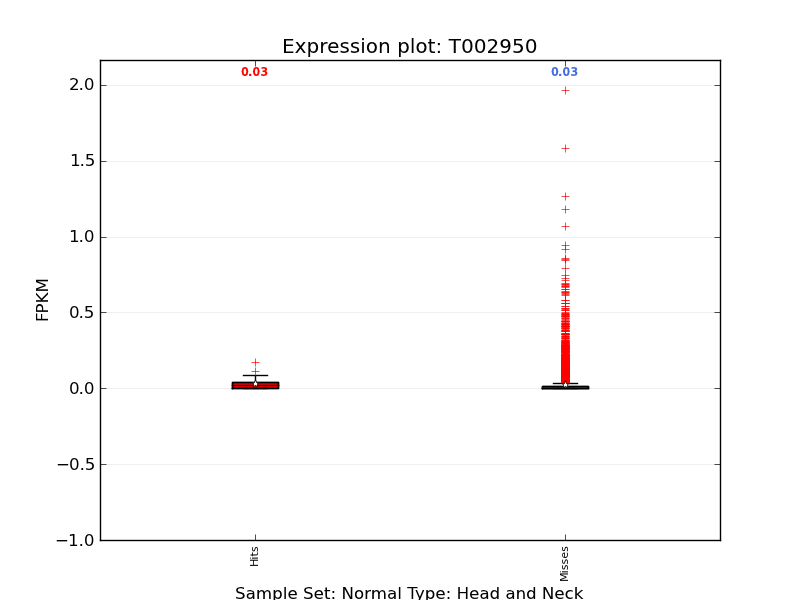 Expression plot: T002950
0.03 0.03
2.0
1.5
1.0
0.5
0.0
−0.5
−1.0
FPKM
Hits
Misses
Sample Set: Normal Type: Head and Neck